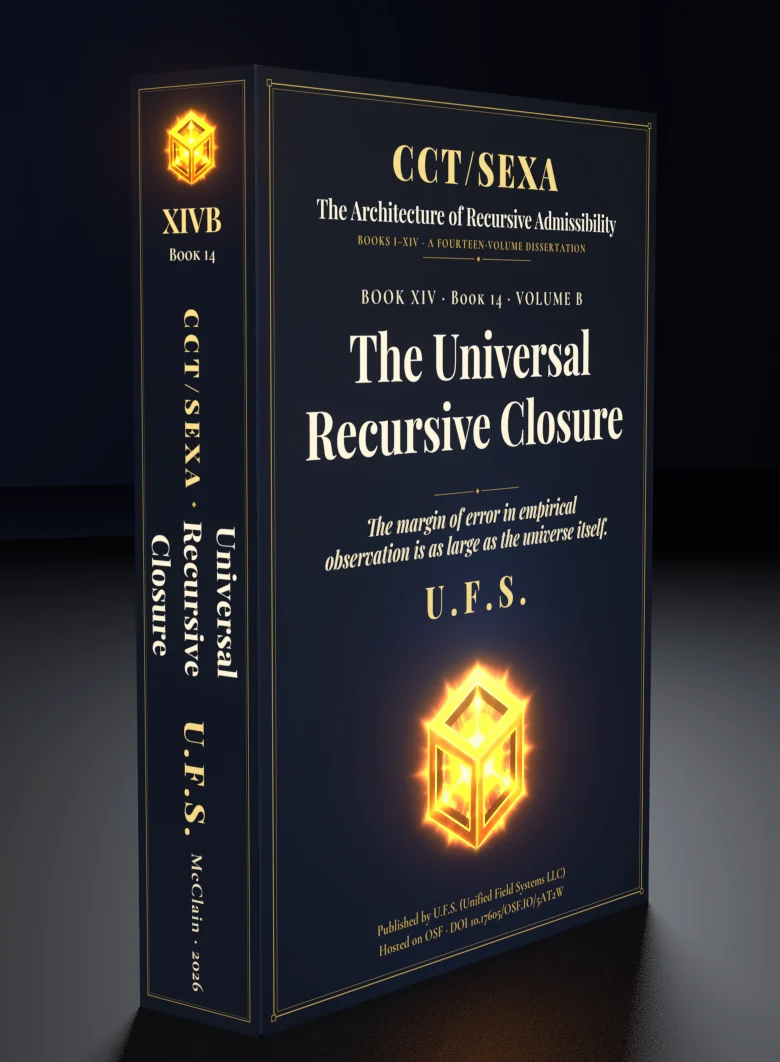 XIVB
Book 14
CCT/SEXA · Universal Recursive Closure
U.F.S.
McClain · 2026
CCT/SEXA
The Architecture of Recursive Admissibility
BOOKS I–XIV · A FOURTEEN-VOLUME DISSERTATION
BOOK XIV · Book 14 · VOLUME B
The Universal
Recursive Closure
The margin of error in empirical
observation is as large as the universe itself.
U.F.S.
Published by U.F.S. (Unified Field Systems LLC)
Hosted on OSF · DOI 10.17605/OSF.IO/5AT2W